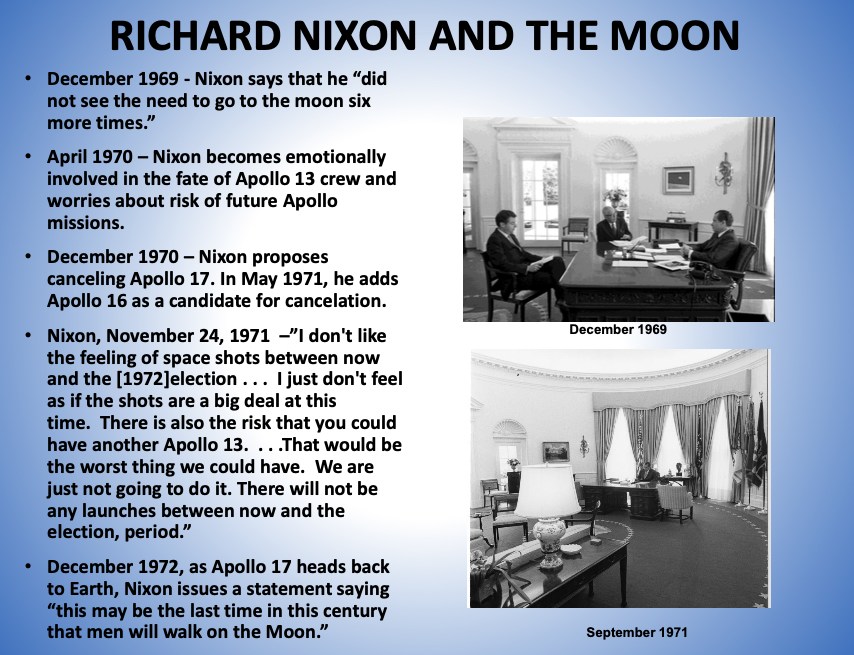 RICHARD NIXON AND THE MOON
• December 1969 - Nixon says that he “did
not see the need to go to the moon six
more times.”
• April 1970 – Nixon becomes emotionally
involved in the fate of Apollo 13 crew and
worries about risk of future Apollo
missions.
• December 1970 – Nixon proposes
canceling Apollo 17. In May 1971, he adds
Apollo 16 as a candidate for cancelation.
• Nixon, November 24, 1971 –”I don't like
the feeling of space shots between now
and the [1972]election . . . I just don't feel
as if the shots are a big deal at this
time. There is also the risk that you could
have another Apollo 13. . . .That would be
the worst thing we could have. We are
just not going to do it. There will not be
any launches between now and the
election, period.”
• December 1972, as Apollo 17 heads back
to Earth, Nixon issues a statement saying
“this may be the last time in this century
that men will walk on the Moon.”
December 1969
September 1971